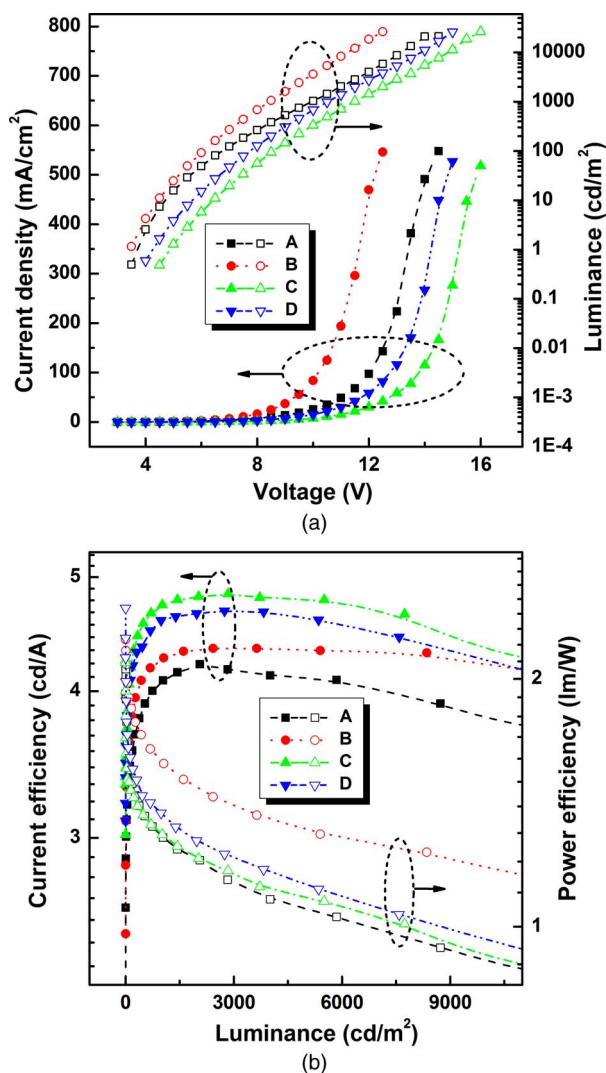 800
700
600
500
400
300
200
100
0
Current density (mA/cm²)
10000
1000
100
10
1
0.1
0.01
1E-3
1E-4
Luminance (cd/m²)
A
B
C
D
4
8
12
16
Voltage (V)
(a)
5
4
3
Current efficiency (cd/A)
2
1
Power efficiency (lm/W)
A
B
C
D
0
3000
6000
9000
Luminance (cd/m²)
(b)